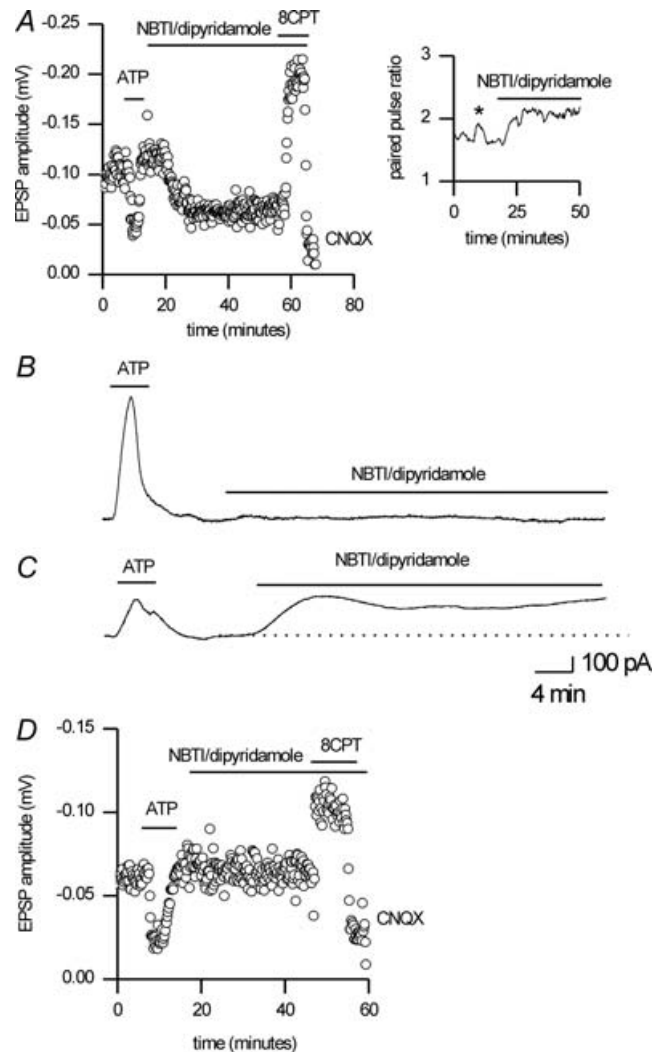 A
NBTI/dipyridamole
8CPT
ATP
-0.25
-0.20
-0.15
-0.10
-0.05
0.00
EPSP amplitude (mV)
CNQX
0 20 40 60 80
time (minutes)
3
2
1
paired pulse ratio
NBTI/dipyridamole
*
0 25 50
time (minutes)
B
ATP
NBTI/dipyridamole
C
ATP
NBTI/dipyridamole
100 pA
4 min
D
-0.15
-0.10
-0.05
0.00
EPSP amplitude (mV)
8CPT
NBTI/dipyridamole
ATP
CNQX
0 20 40 60
time (minutes)